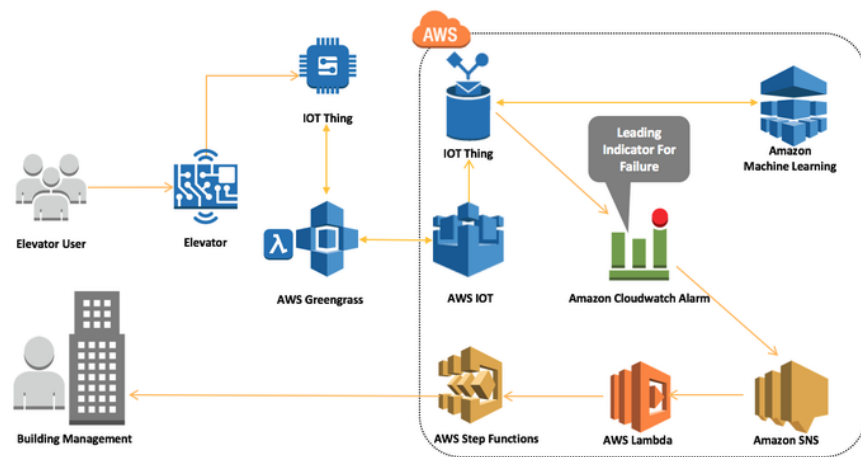 AWS
IOT Thing
IOT Thing
Leading
Indicator For
Failure
Amazon
Machine Learning
Elevator User
Elevator
λ
AWS Greengrass
AWS IOT
Amazon Cloudwatch Alarm
Building Management
AWS Step Functions
AWS Lambda
Amazon SNS